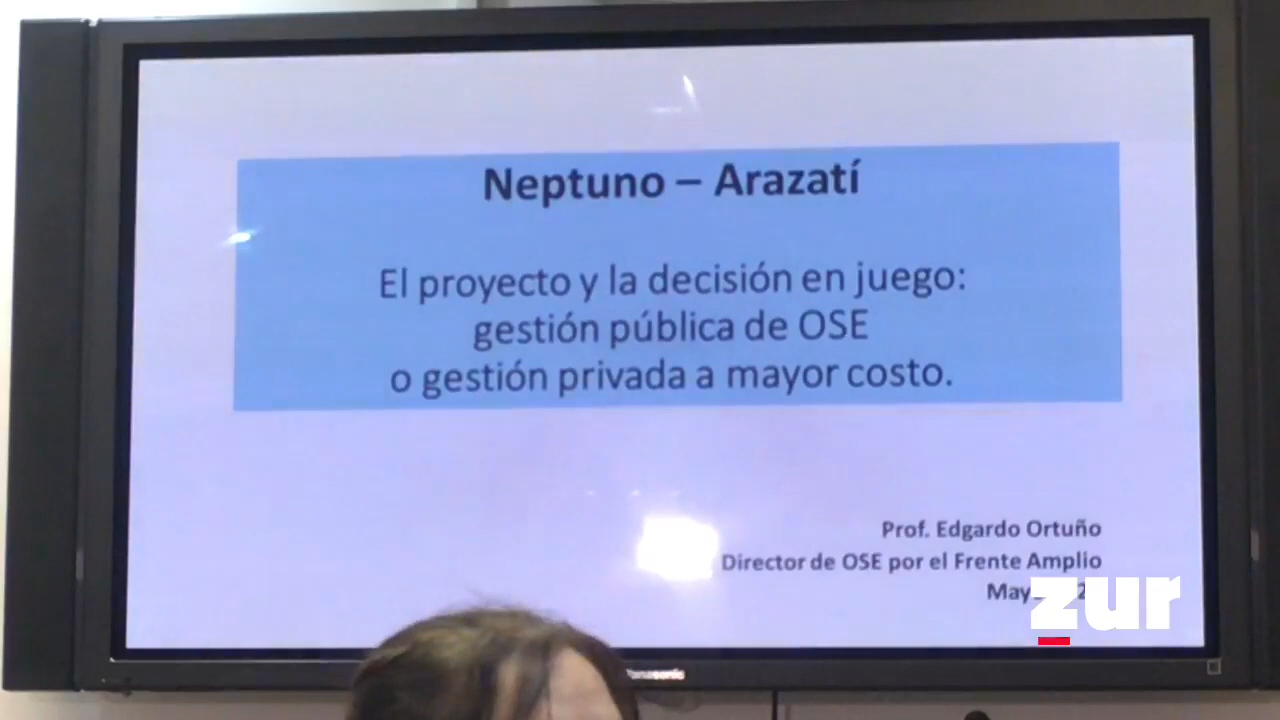 Neptuno – Arazatí
El proyecto y la decisión en juego:
gestión pública de OSE
o gestión privada a mayor costo.
Prof. Edgardo Ortuño
Director de OSE por el Frente Amplio
zur
Panasonic